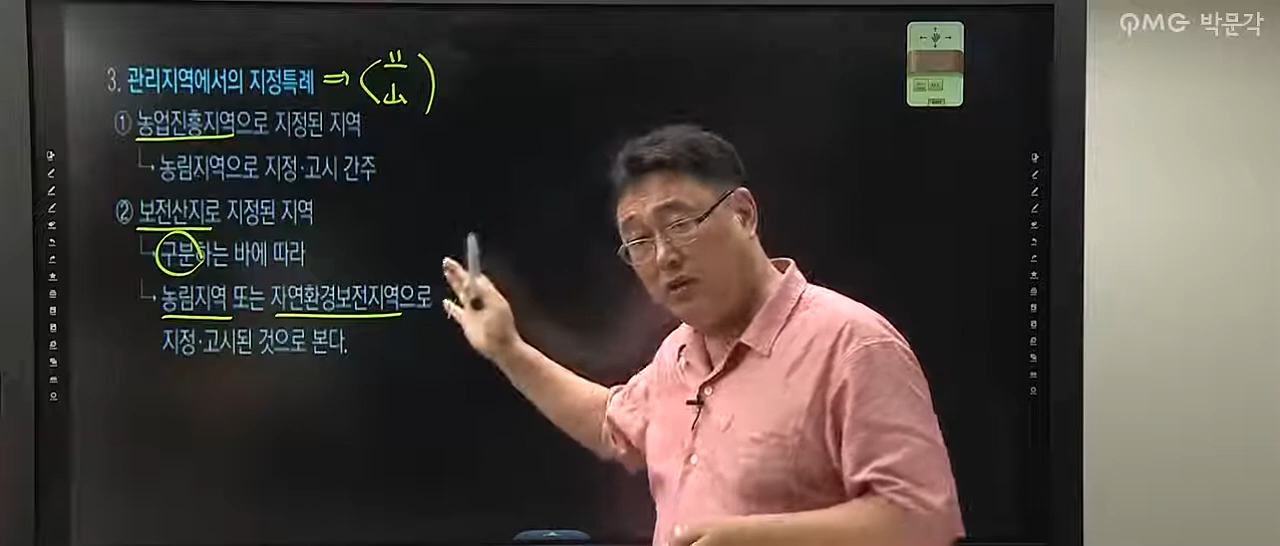 QMG 박문각
3. 관리지역에서의 지정특례 ⇒ ( 山 )
① 농업진흥지역으로 지정된 지역
농림지역으로 지정·고시 간주
② 보전산지로 지정된 지역
구분하는 바에 따라
농림지역 또는 자연환경보전지역으로
지정·고시된 것으로 본다.